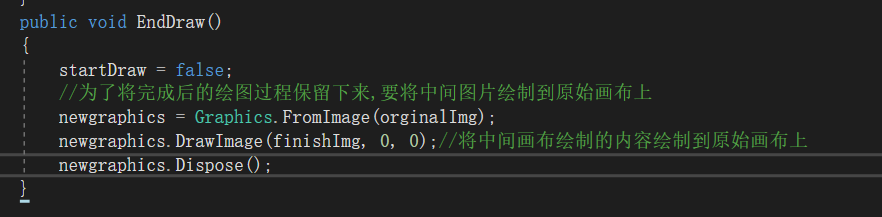 }
public void EndDraw()
{
startDraw = false;
//为了将完成后的绘图过程保留下来,要将中间图片绘制到原始画布上
newgraphics = Graphics.FromImage(orginalImg);
newgraphics.DrawImage(finishImg, 0, 0);//将中间画布绘制的内容绘制到原始画布上
newgraphics.Dispose();
}